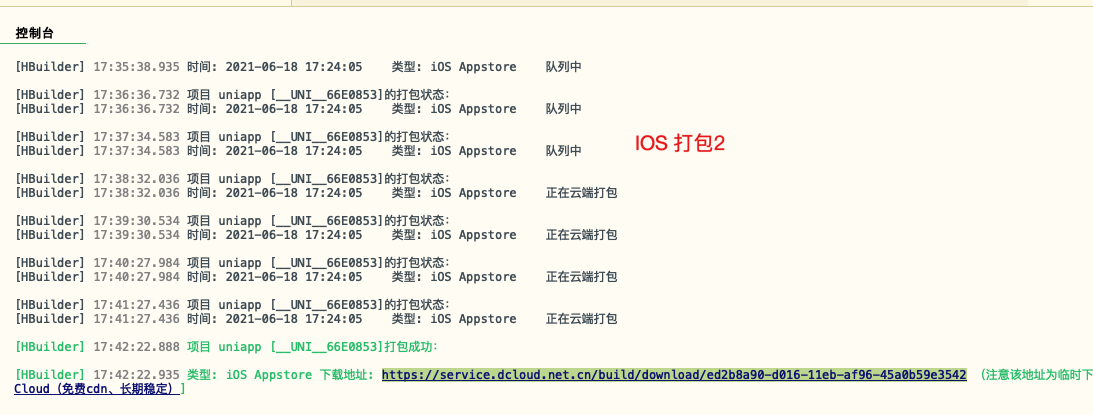 控制台
[HBuilder] 17:35:38.935 时间: 2021-06-18 17:24:05    类型: iOS Appstore    队列中
[HBuilder] 17:36:36.732 项目 uniapp [__UNI__66E0853]的打包状态:
[HBuilder] 17:36:36.732 时间: 2021-06-18 17:24:05    类型: iOS Appstore    队列中
[HBuilder] 17:37:34.583 项目 uniapp [__UNI__66E0853]的打包状态:
[HBuilder] 17:37:34.583 时间: 2021-06-18 17:24:05    类型: iOS Appstore    队列中
IOS 打包2
[HBuilder] 17:38:32.036 项目 uniapp [__UNI__66E0853]的打包状态:
[HBuilder] 17:38:32.036 时间: 2021-06-18 17:24:05    类型: iOS Appstore    正在云端打包
[HBuilder] 17:39:30.534 项目 uniapp [__UNI__66E0853]的打包状态:
[HBuilder] 17:39:30.534 时间: 2021-06-18 17:24:05    类型: iOS Appstore    正在云端打包
[HBuilder] 17:40:27.984 项目 uniapp [__UNI__66E0853]的打包状态:
[HBuilder] 17:40:27.984 时间: 2021-06-18 17:24:05    类型: iOS Appstore    正在云端打包
[HBuilder] 17:41:27.436 项目 uniapp [__UNI__66E0853]的打包状态:
[HBuilder] 17:41:27.436 时间: 2021-06-18 17:24:05    类型: iOS Appstore    正在云端打包
[HBuilder] 17:42:22.888 项目 uniapp [__UNI__66E0853]打包成功:
[HBuilder] 17:42:22.935 类型: iOS Appstore 下载地址: https://service.dcloud.net.cn/build/download/ed2b8a90-d016-11eb-af96-45a0b59e3542 （注意该地址为临时下
Cloud（免费cdn、长期稳定）]